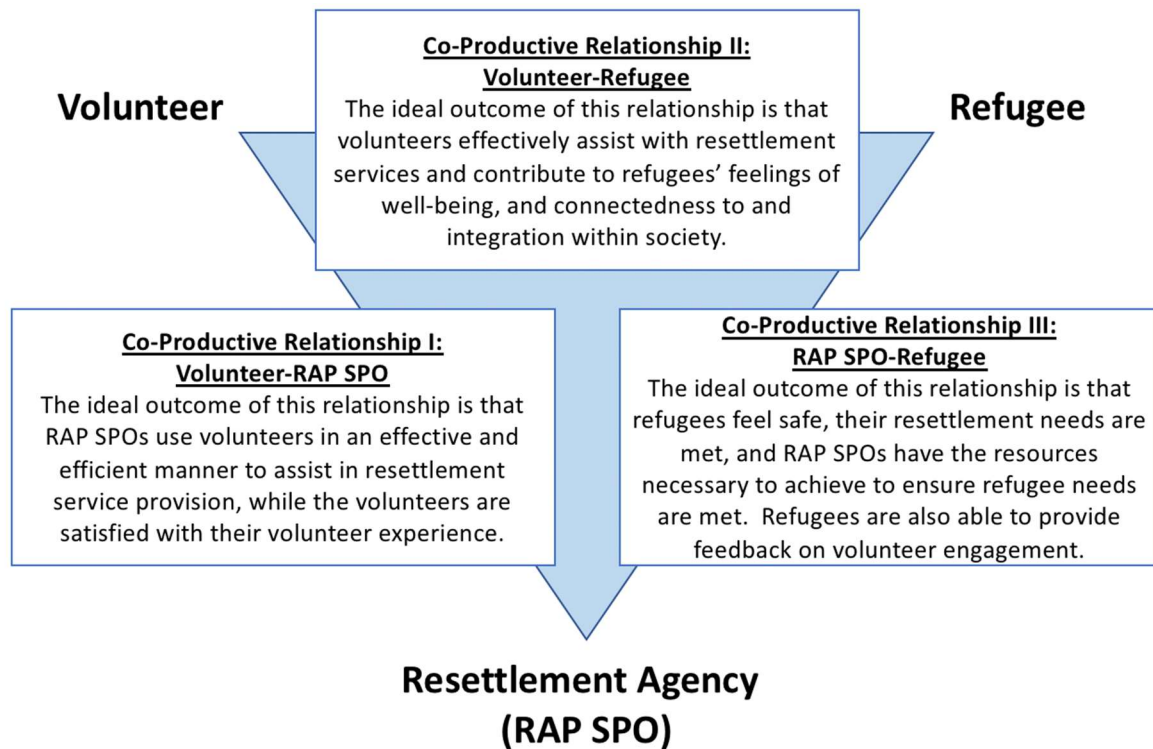 Co-Productive Relationship II:
Volunteer-Refugee
The ideal outcome of this relationship is that
volunteers effectively assist with resettlement
services and contribute to refugees’ feelings of
well-being, and connectedness to and
integration within society.
Volunteer
Refugee
Co-Productive Relationship I:
Volunteer-RAP SPO
The ideal outcome of this relationship is that
RAP SPOs use volunteers in an effective and
efficient manner to assist in resettlement
service provision, while the volunteers are
satisfied with their volunteer experience.
Co-Productive Relationship III:
RAP SPO-Refugee
The ideal outcome of this relationship is that
refugees feel safe, their resettlement needs are
met, and RAP SPOs have the resources
necessary to achieve to ensure refugee needs
are met.  Refugees are also able to provide
feedback on volunteer engagement.
Resettlement Agency
(RAP SPO)